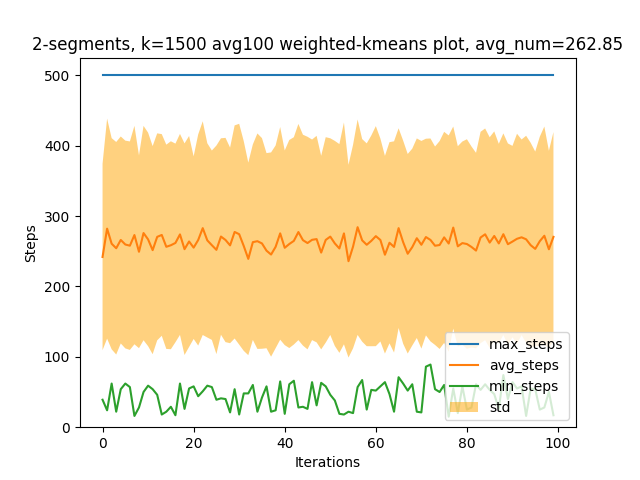 2-segments, k=1500 avg100 weighted-kmeans plot, avg_num=262.85
500
400
300
200
100
0
Steps
0 20 40 60 80 100
Iterations
max_steps
avg_steps
min_steps
std